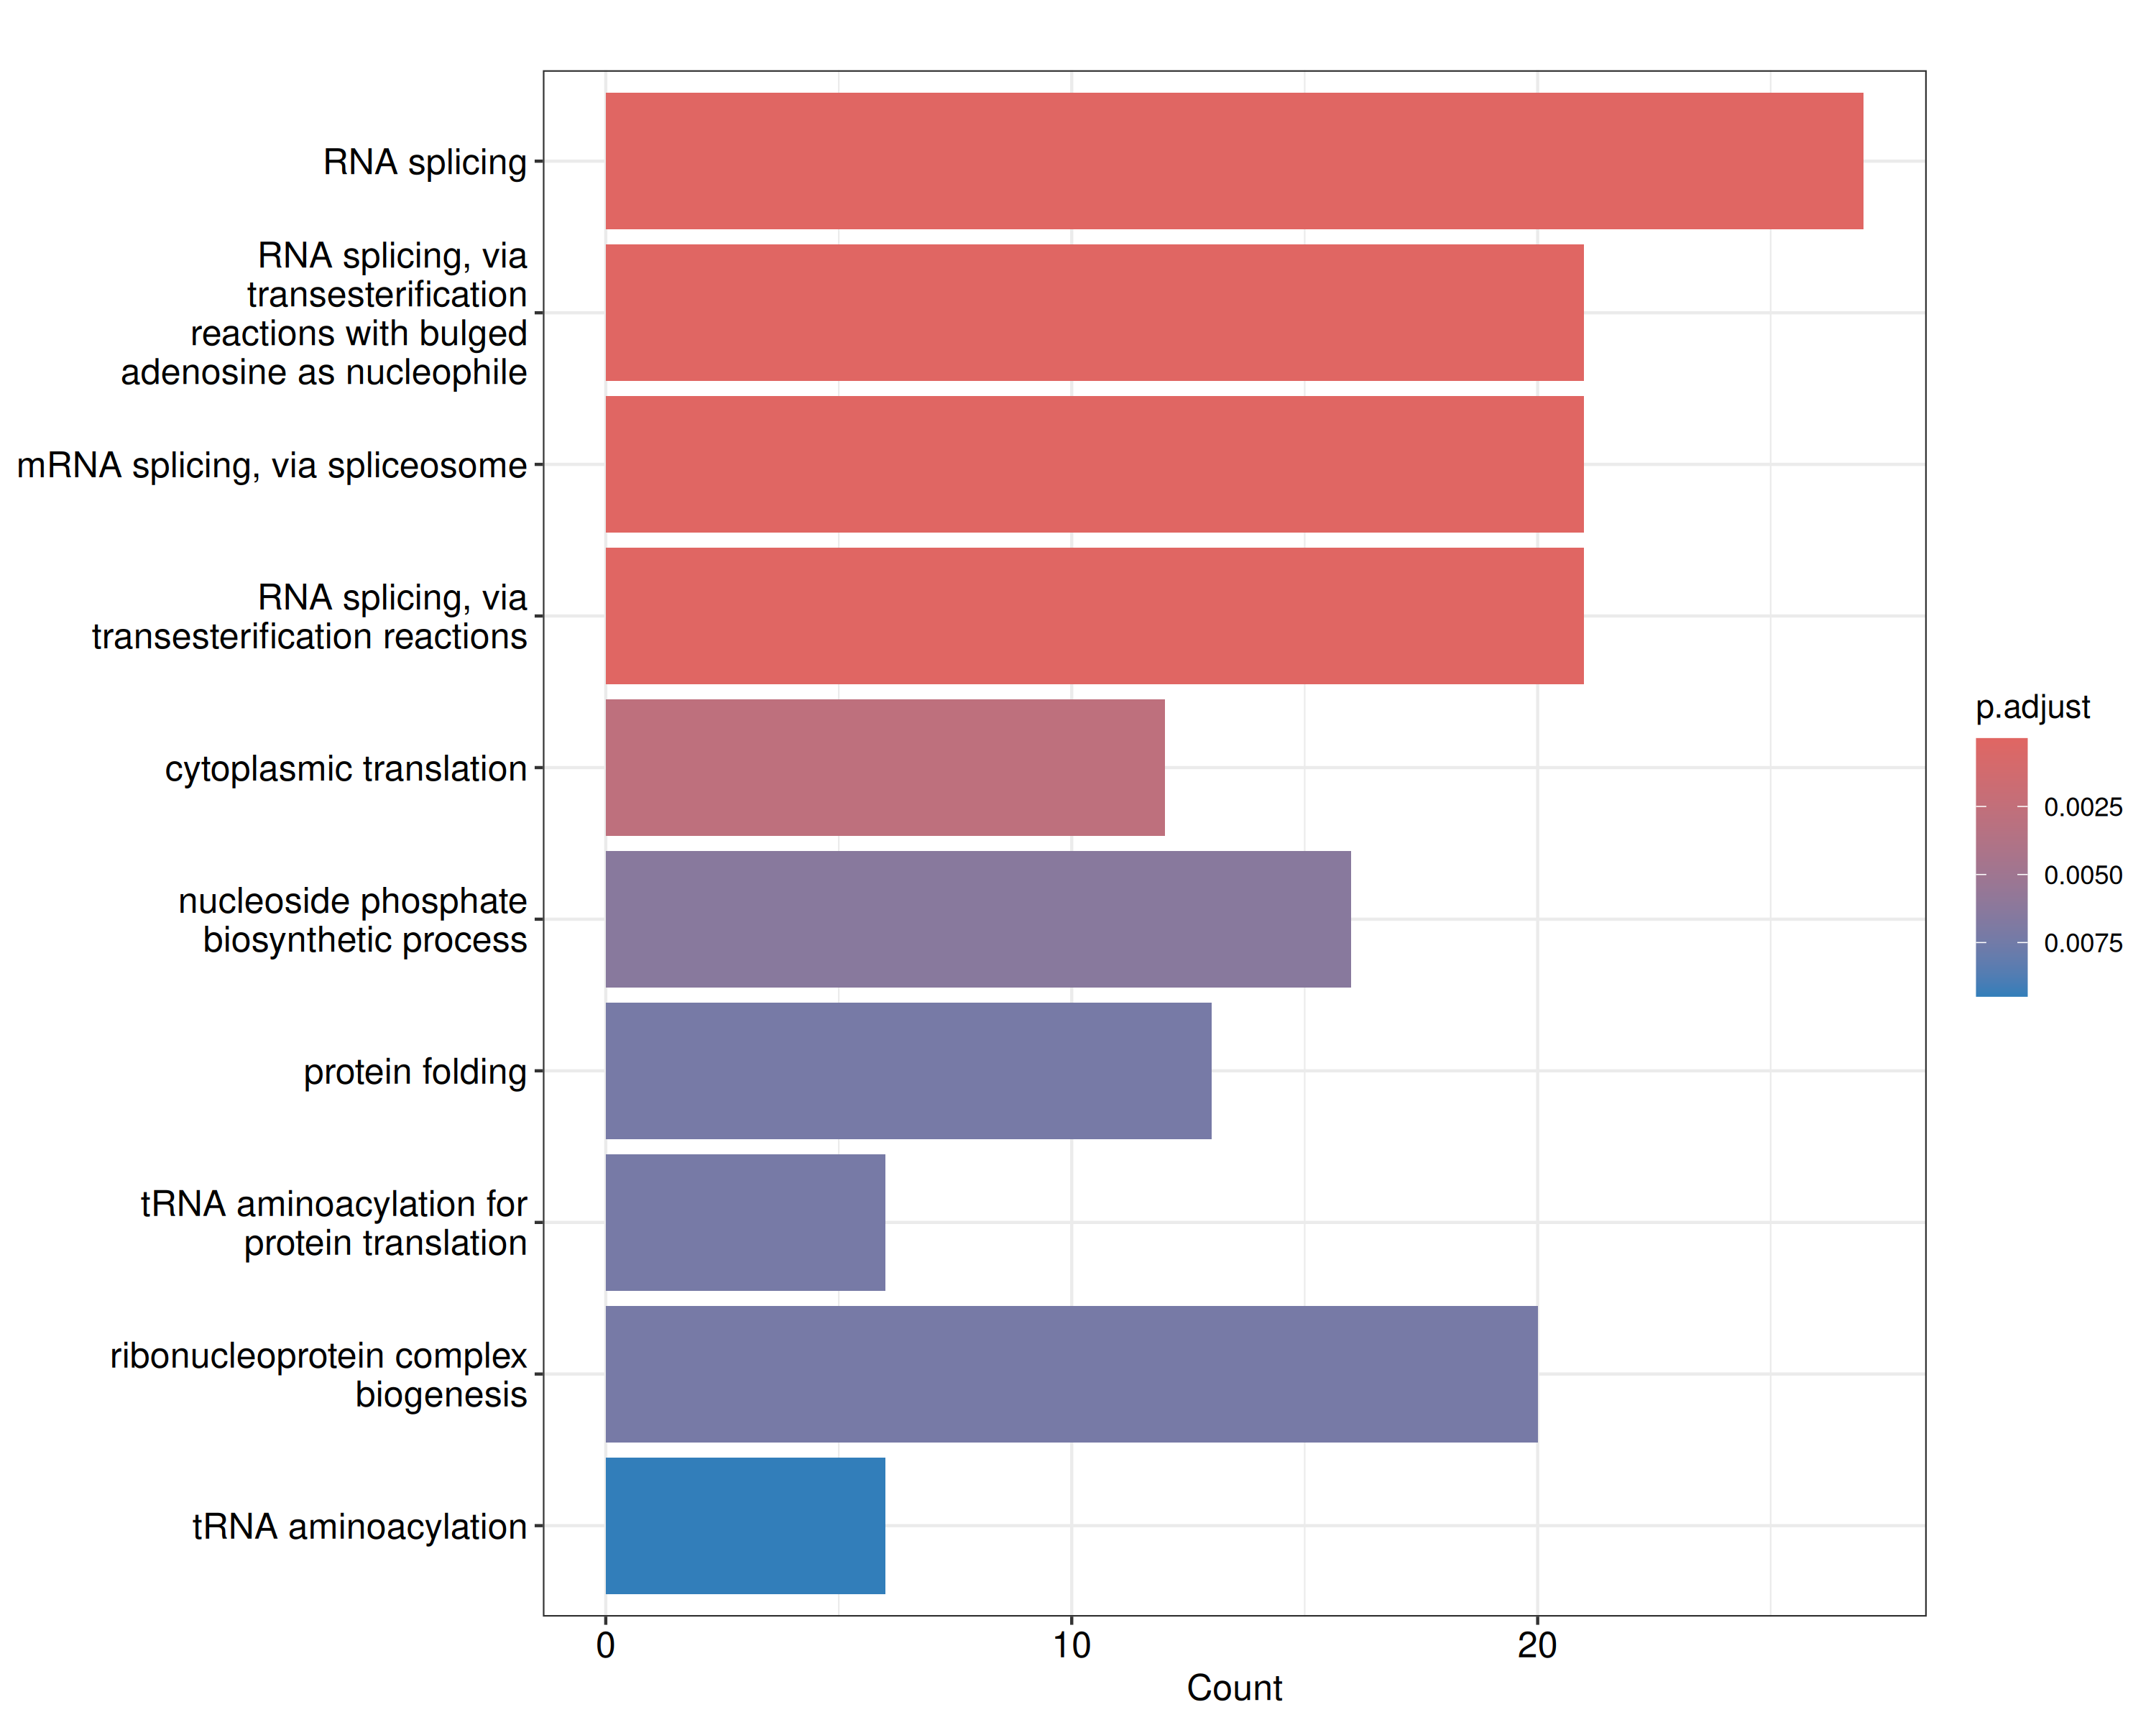 RNA splicing
RNA splicing, via
transesterification
reactions with bulged
adenosine as nucleophile
mRNA splicing, via spliceosome
RNA splicing, via
transesterification reactions
cytoplasmic translation
nucleoside phosphate
biosynthetic process
protein folding
tRNA aminoacylation for
protein translation
ribonucleoprotein complex
biogenesis
tRNA aminoacylation
0 10 20
Count
p.adjust
0.0025
0.0050
0.0075